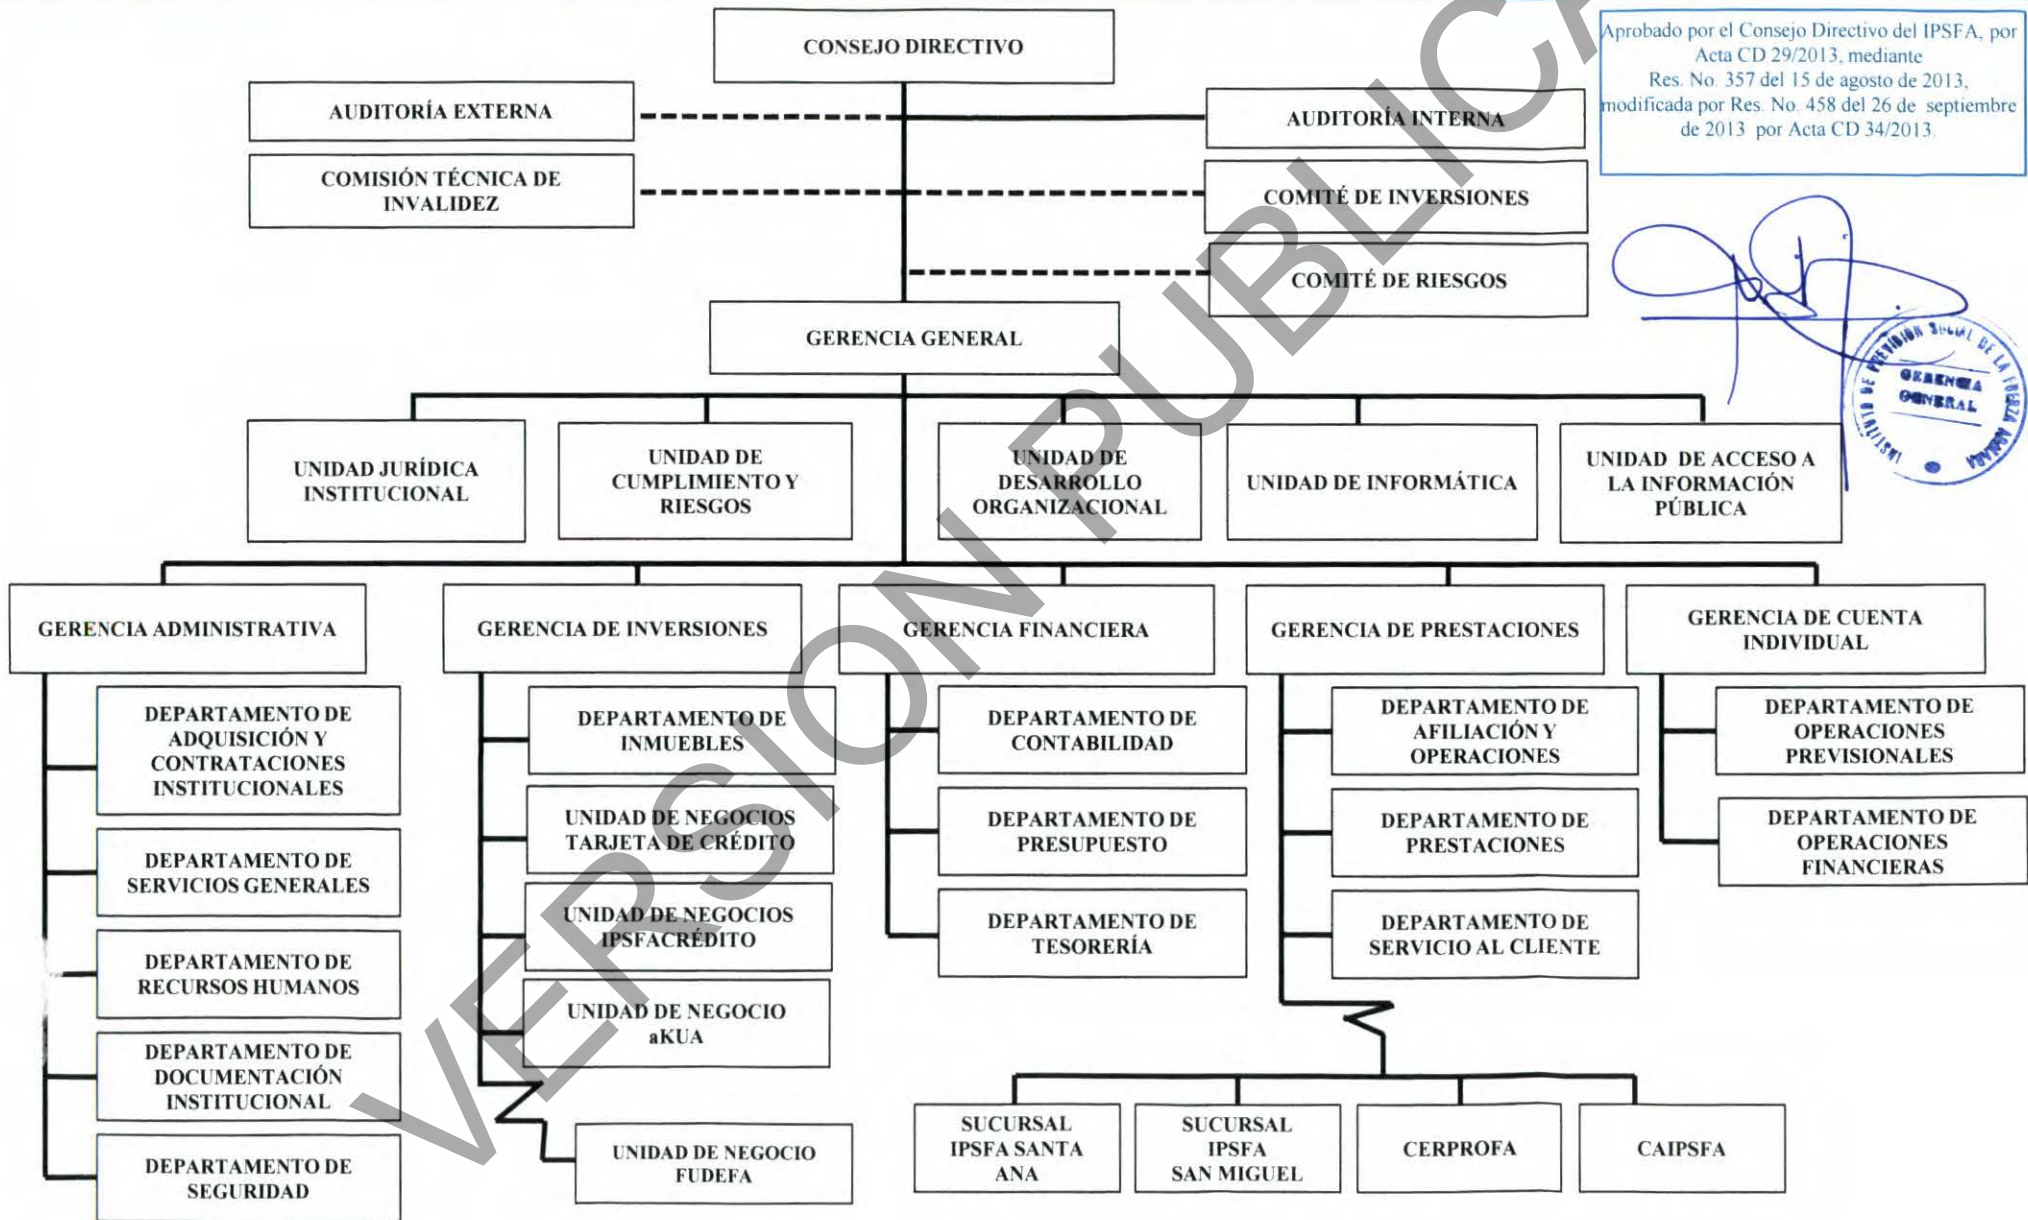 CONSEJO DIRECTIVO
Aprobado por el Consejo Directivo del IPSFA, por
Acta CD 29/2013, mediante
Res. No. 357 del 15 de agosto de 2013,
modificada por Res. No. 458 del 26 de septiembre
de 2013 por Acta CD 34/2013.
AUDITORÍA EXTERNA
AUDITORÍA INTERNA
COMISIÓN TÉCNICA DE
INVALIDEZ
COMITÉ DE INVERSIONES
COMITÉ DE RIESGOS
GERENCIA GENERAL
INSTITUTO DE PREVISIÓN SOCIAL DE LA FUERZA ARMADA
GERENCIA
GENERAL
UNIDAD JURÍDICA
INSTITUCIONAL
UNIDAD DE
CUMPLIMIENTO Y
RIESGOS
UNIDAD DE
DESARROLLO
ORGANIZACIONAL
UNIDAD DE INFORMÁTICA
UNIDAD DE ACCESO A
LA INFORMACIÓN
PÚBLICA
GERENCIA ADMINISTRATIVA
GERENCIA DE INVERSIONES
GERENCIA FINANCIERA
GERENCIA DE PRESTACIONES
GERENCIA DE CUENTA
INDIVIDUAL
DEPARTAMENTO DE
ADQUISICIÓN Y
CONTRATACIONES
INSTITUCIONALES
DEPARTAMENTO DE
SERVICIOS GENERALES
DEPARTAMENTO DE
RECURSOS HUMANOS
DEPARTAMENTO DE
DOCUMENTACIÓN
INSTITUCIONAL
DEPARTAMENTO DE
SEGURIDAD
DEPARTAMENTO DE
INMUEBLES
UNIDAD DE NEGOCIOS
TARJETA DE CRÉDITO
UNIDAD DE NEGOCIOS
IPSFACRÉDITO
UNIDAD DE NEGOCIO
aKUA
UNIDAD DE NEGOCIO
FUDEFA
DEPARTAMENTO DE
CONTABILIDAD
DEPARTAMENTO DE
PRESUPUESTO
DEPARTAMENTO DE
TESORERÍA
DEPARTAMENTO DE
AFILIACIÓN Y
OPERACIONES
DEPARTAMENTO DE
PRESTACIONES
DEPARTAMENTO DE
SERVICIO AL CLIENTE
DEPARTAMENTO DE
OPERACIONES
PREVISIONALES
DEPARTAMENTO DE
OPERACIONES
FINANCIERAS
SUCURSAL
IPSFA SANTA
ANA
SUCURSAL
IPSFA
SAN MIGUEL
CERPROFA
CAIPSFA
VERSION PUBLICA